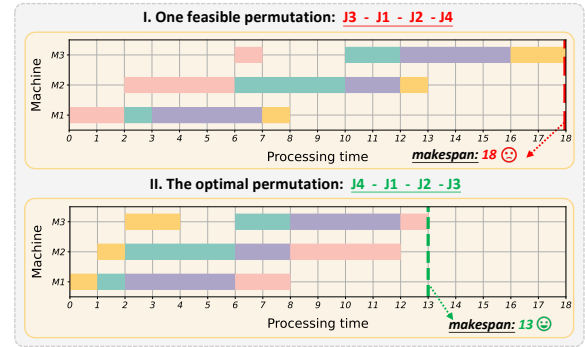 I. One feasible permutation: J3 - J1 - J2 - J4
Machine
M3
M2
M1
0 1 2 3 4 5 6 7 8 9 10 11 12 13 14 15 16 17 18
Processing time
makespan: 18
II. The optimal permutation: J4 - J1 - J2 - J3
Machine
M3
M2
M1
0 1 2 3 4 5 6 7 8 9 10 11 12 13 14 15 16 17 18
Processing time
makespan: 13